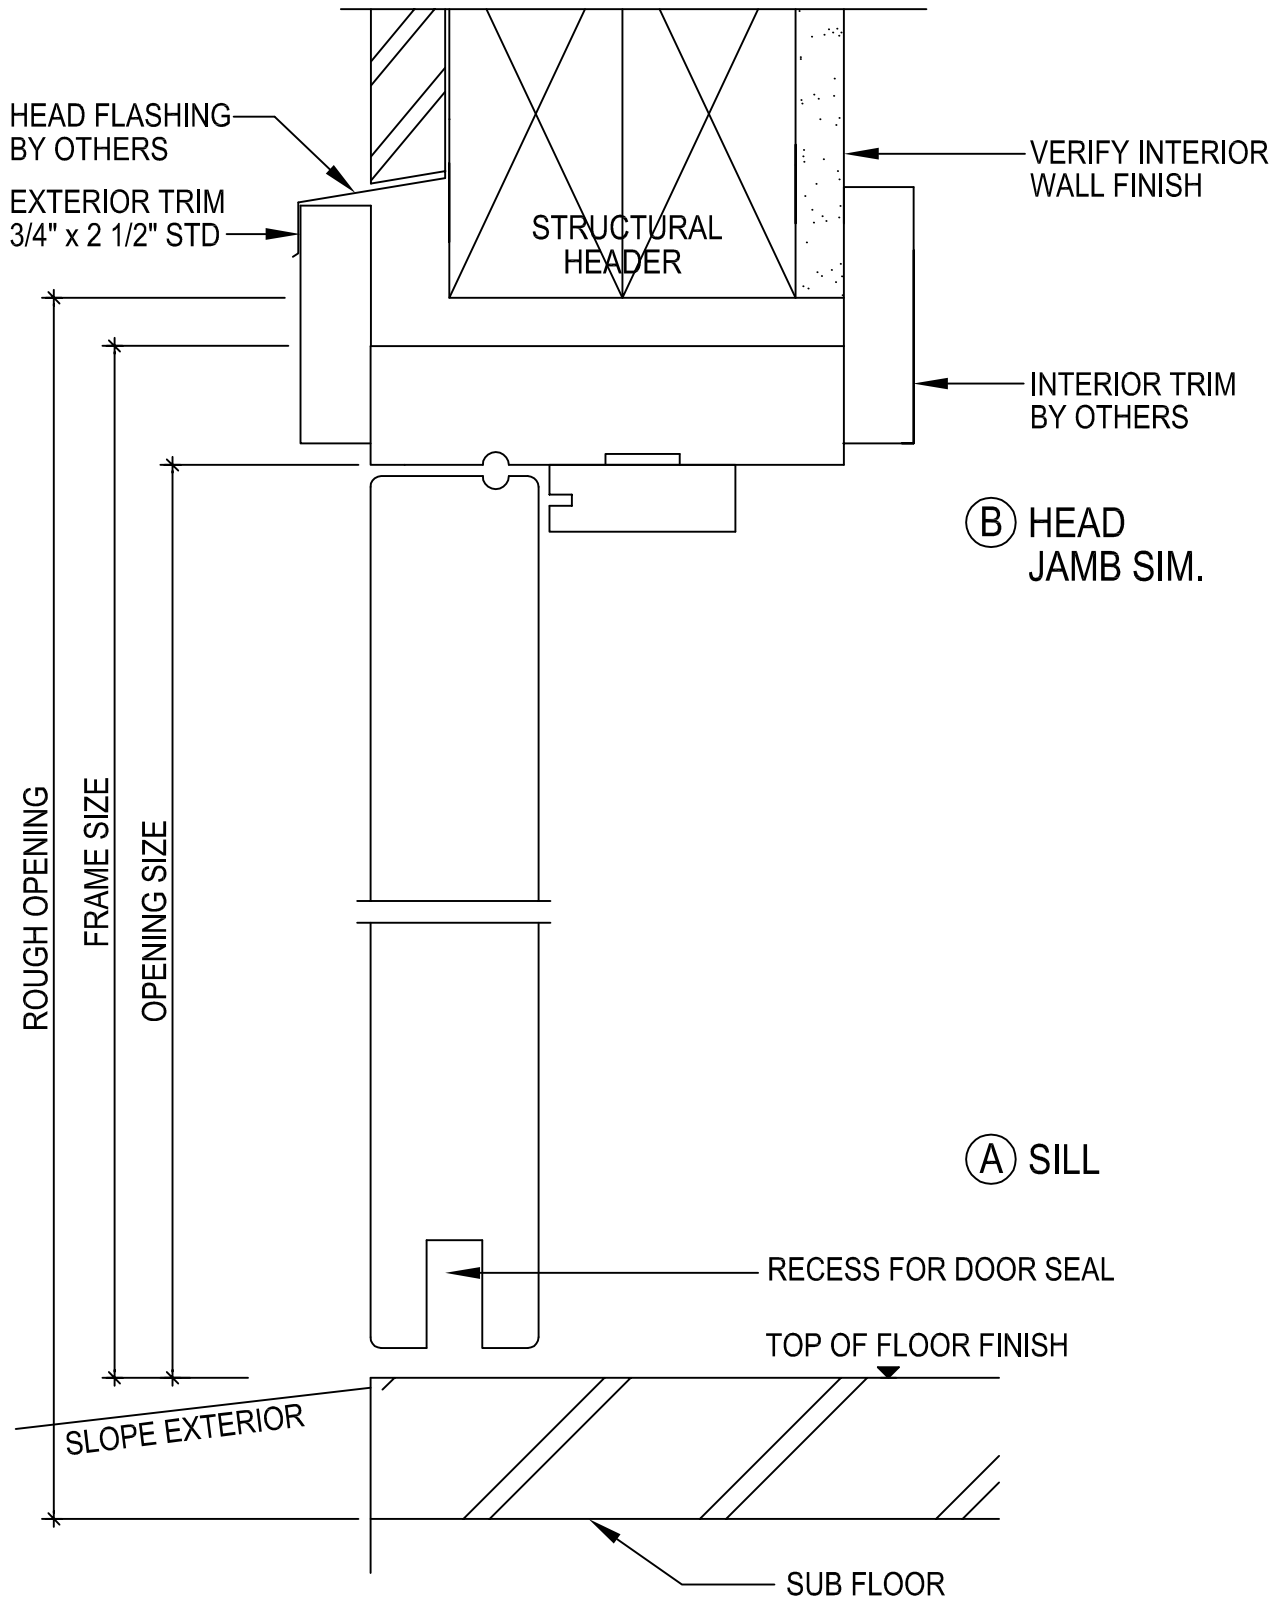 HEAD FLASHING
BY OTHERS
EXTERIOR TRIM
3/4" x 2 1/2" STD
STRUCTURAL
HEADER
VERIFY INTERIOR
WALL FINISH
INTERIOR TRIM
BY OTHERS
B HEAD
JAMB SIM.
ROUGH OPENING
FRAME SIZE
OPENING SIZE
A SILL
RECESS FOR DOOR SEAL
TOP OF FLOOR FINISH
SLOPE EXTERIOR
SUB FLOOR